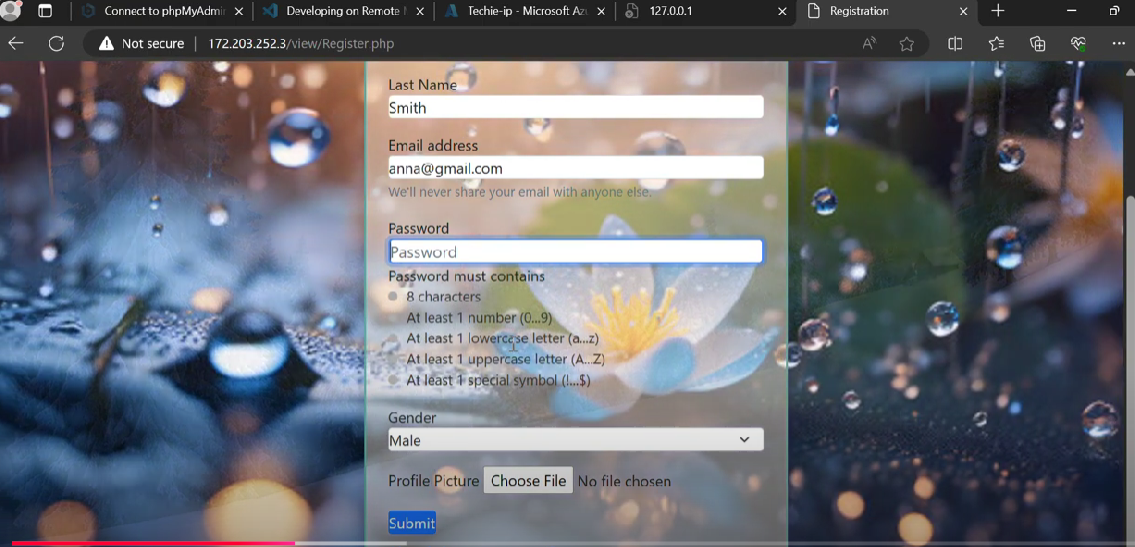 Connect to phpMyAdmi
Developing on Remote
Techie-ip - Microsoft Az
127.0.0.1
Registration
Not secure
172.203.252.3/view/Register.php
Last Name
Smith
Email address
anna@gmail.com
We'll never share your email with anyone else.
Password
Password
Password must contains
8 characters
At least 1 number (0...9)
At least 1 lowercase letter (a...z)
At least 1 uppercase letter (A...Z)
At least 1 special symbol (!...$)
Gender
Male
Profile Picture Choose File No file chosen
Submit